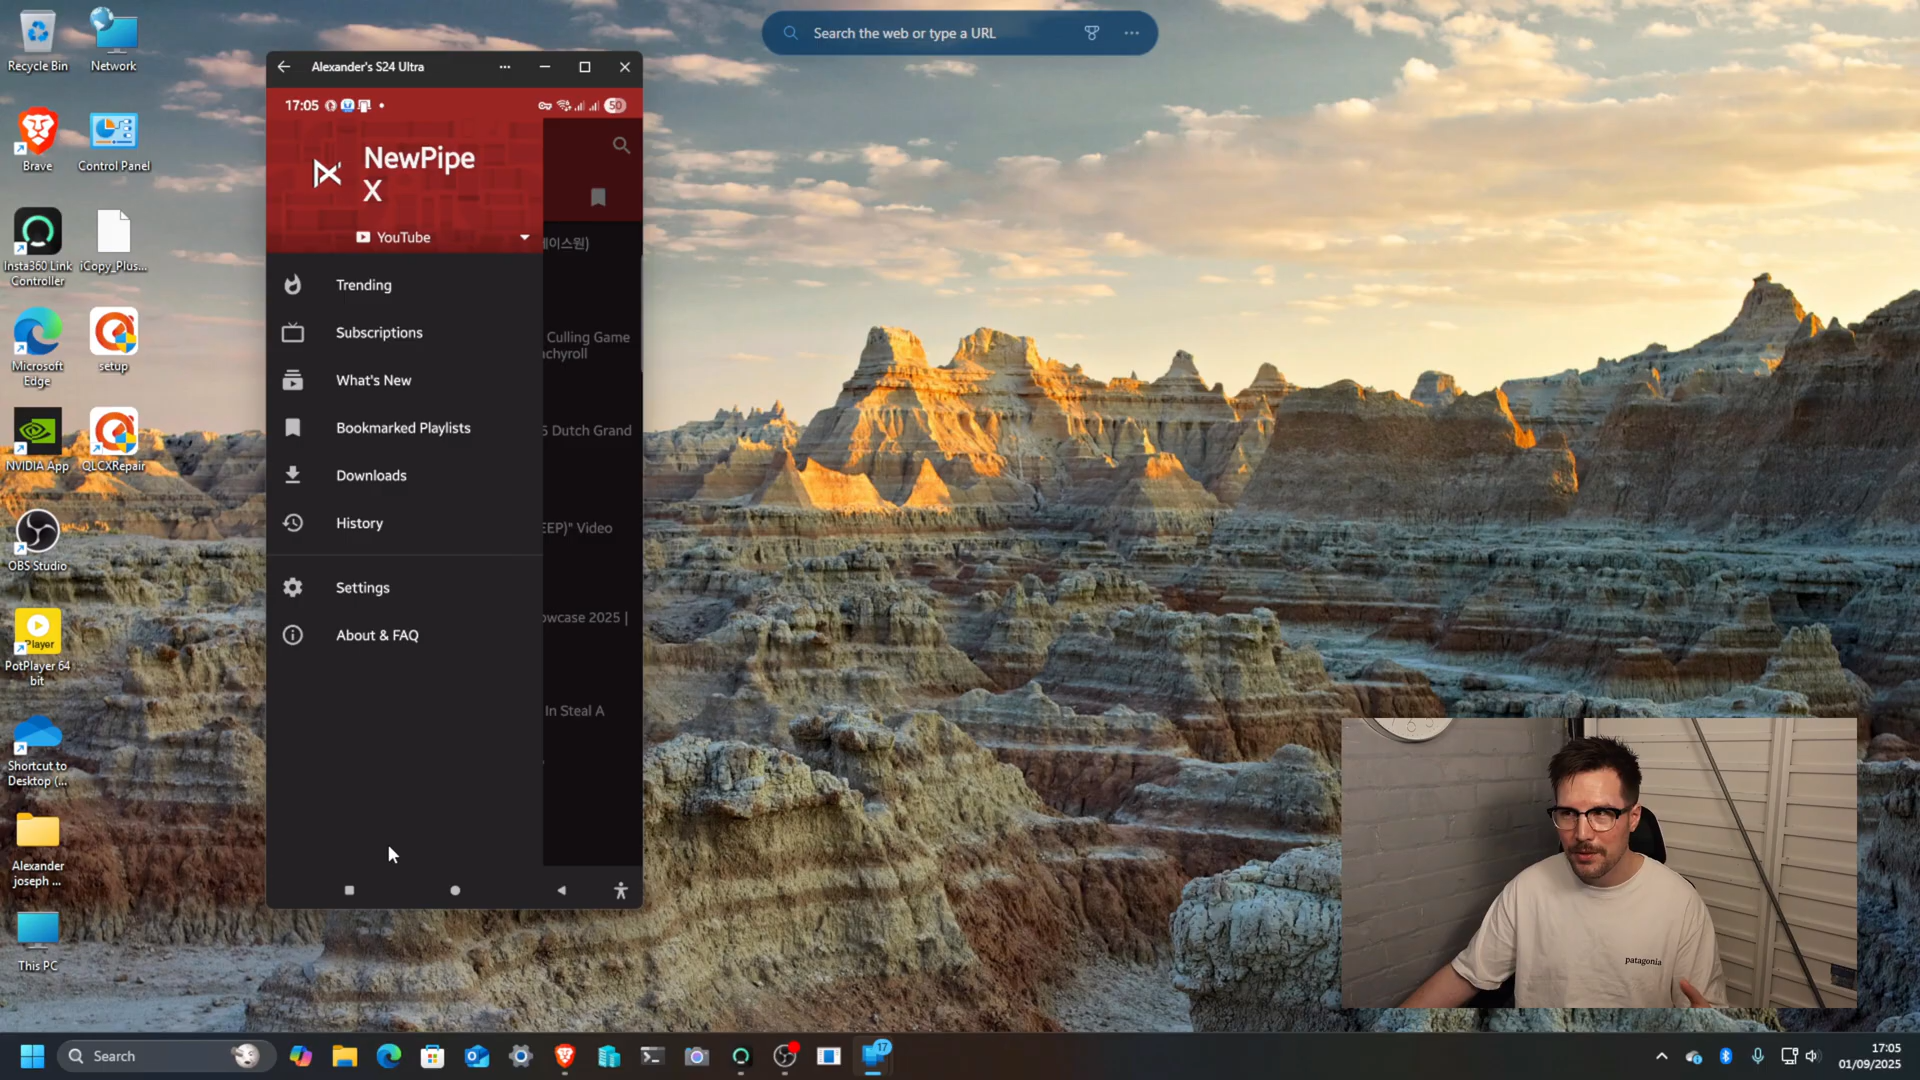 Recycle Bin
Network
Brave
Control Panel
Insta360 Link
Controller
iCopy_Plus...
Microsoft
Edge
setup
NVIDIA App
QLCXRepair
OBS Studio
Player
PotPlayer 64
bit
Shortcut to
Desktop (...
Alexander
joseph ...
This PC
Search the web or type a URL
Alexander's S24 Ultra
17:05
50
NewPipe
X
YouTube
Trending
Subscriptions
What's New
Bookmarked Playlists
Downloads
History
Settings
About & FAQ
Culling Game
Dutch Grand
Video
2025 |
In Steal A
patagonia
Search
17
17:05
01/09/2025